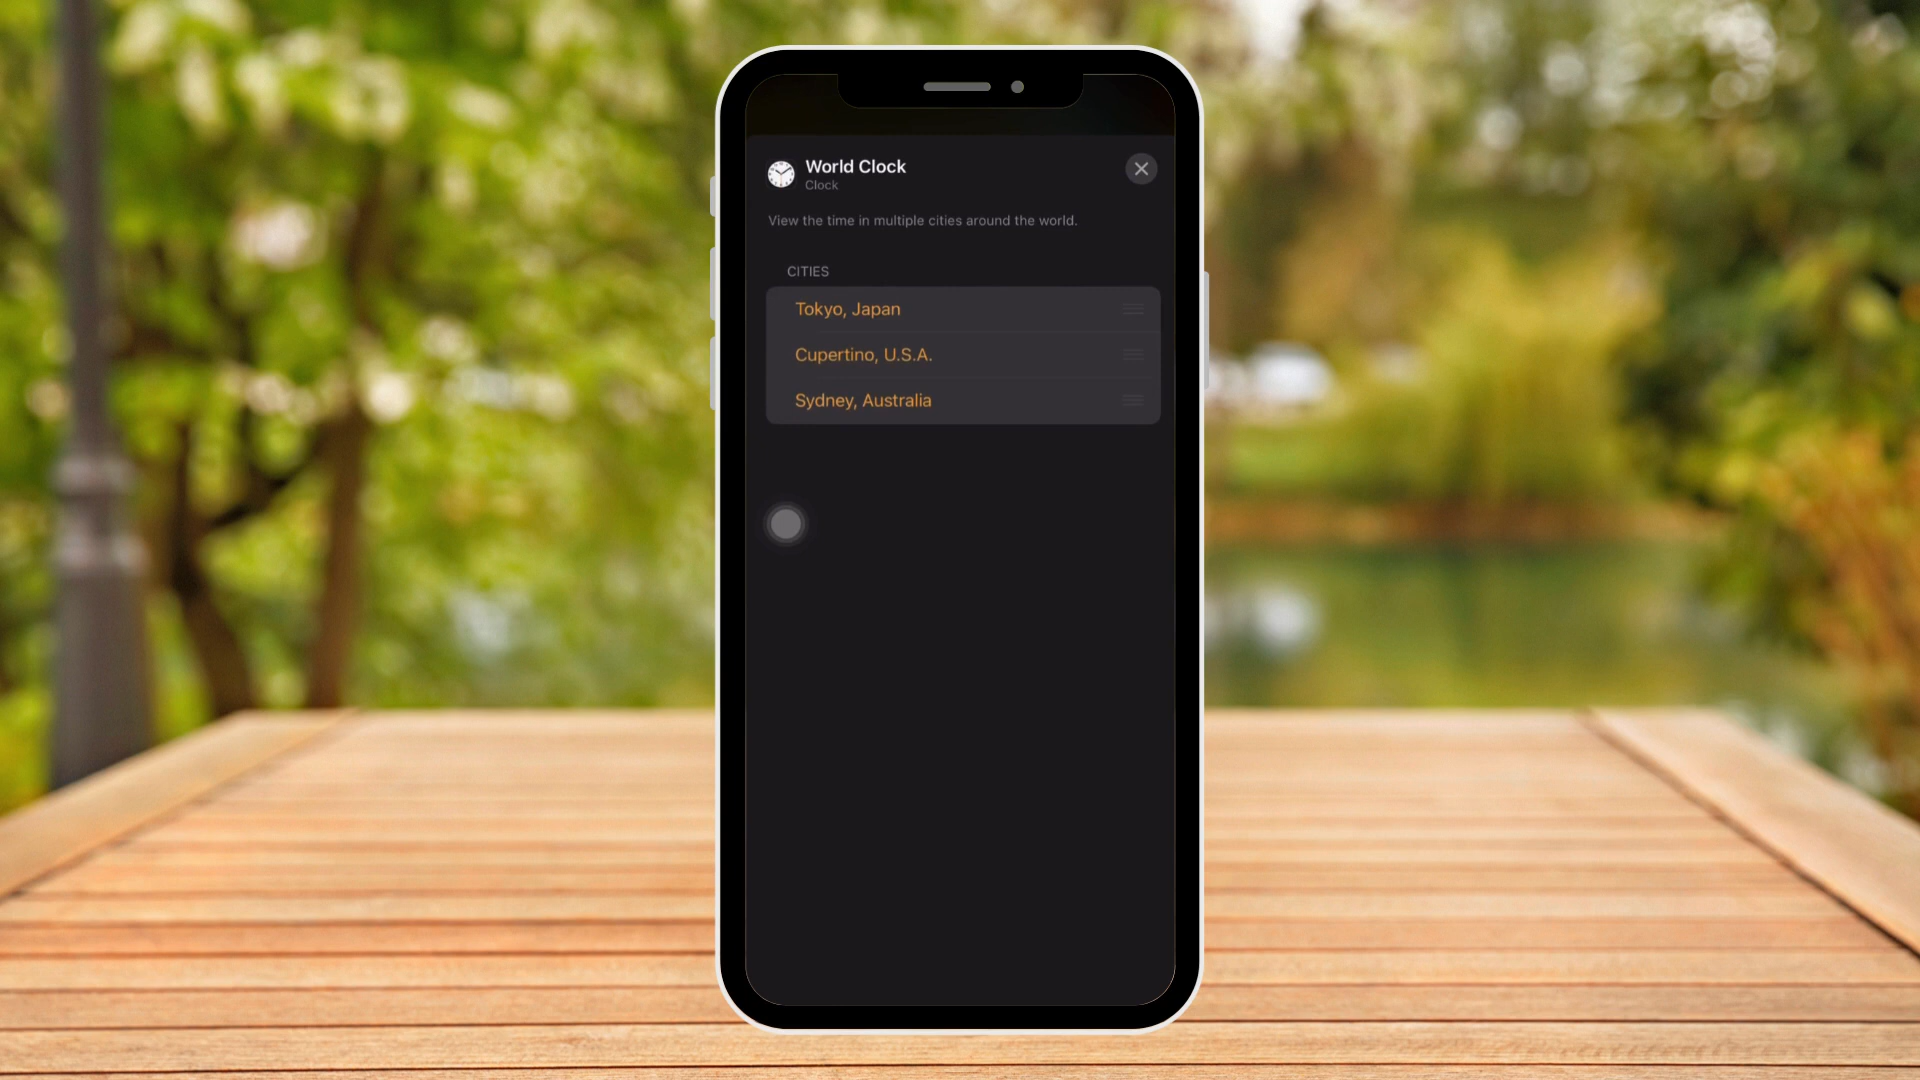 World Clock
Clock
View the time in multiple cities around the world.
CITIES
Tokyo, Japan
Cupertino, U.S.A.
Sydney, Australia